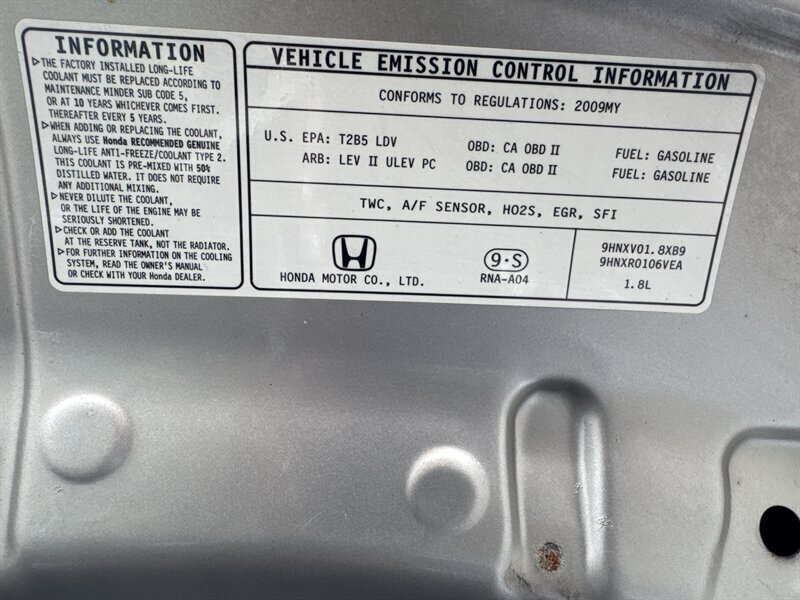 INFORMATION
▷THE FACTORY INSTALLED LONG-LIFE
COOLANT MUST BE REPLACED ACCORDING TO
MAINTENANCE MINDER SUB CODE 5,
OR AT 10 YEARS WHICHEVER COMES FIRST.
THEREAFTER EVERY 5 YEARS.
▷WHEN ADDING OR REPLACING THE COOLANT,
ALWAYS USE Honda RECOMMENDED GENUINE
LONG-LIFE ANTI-FREEZE/COOLANT TYPE 2.
THIS COOLANT IS PRE-MIXED WITH 50%
DISTILLED WATER. IT DOES NOT REQUIRE
ANY ADDITIONAL MIXING.
▷NEVER DILUTE THE COOLANT,
OR THE LIFE OF THE ENGINE MAY BE
SERIOUSLY SHORTENED.
▷CHECK OR ADD THE COOLANT
AT THE RESERVE TANK, NOT THE RADIATOR.
▷FOR FURTHER INFORMATION ON THE COOLING
SYSTEM, READ THE OWNER'S MANUAL
OR CHECK WITH YOUR Honda DEALER.
VEHICLE EMISSION CONTROL INFORMATION
CONFORMS TO REGULATIONS: 2009MY
U.S. EPA: T2B5 LDV OBD: CA OBD II FUEL: GASOLINE
ARB: LEV II ULEV PC OBD: CA OBD II FUEL: GASOLINE
TWC, A/F SENSOR, HO2S, EGR, SFI
HONDA MOTOR CO., LTD.
9·S
RNA-A04
9HNXV01.8XB9
9HNXR0106VEA
1.8L